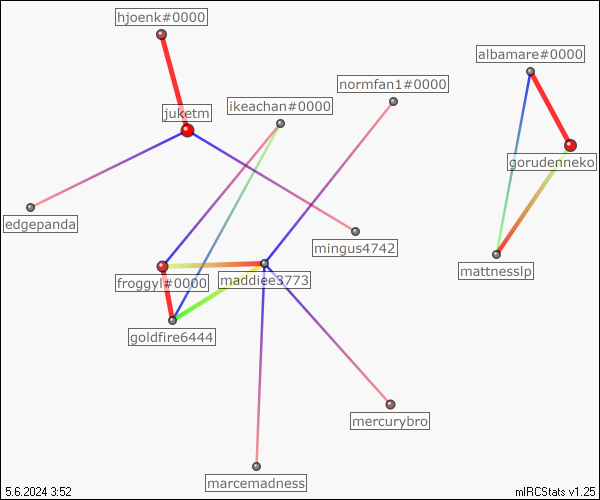 hjoenk#0000
albamare#0000
normfan1#0000
ikeachan#0000
juketm
gorudenneko
edgepanda
mingus4742
mattnesslp
froggyl#0000
maddiee3773
goldfire6444
mercurybro
marcemadness
5.6.2024 3:52
mIRCStats v1.25